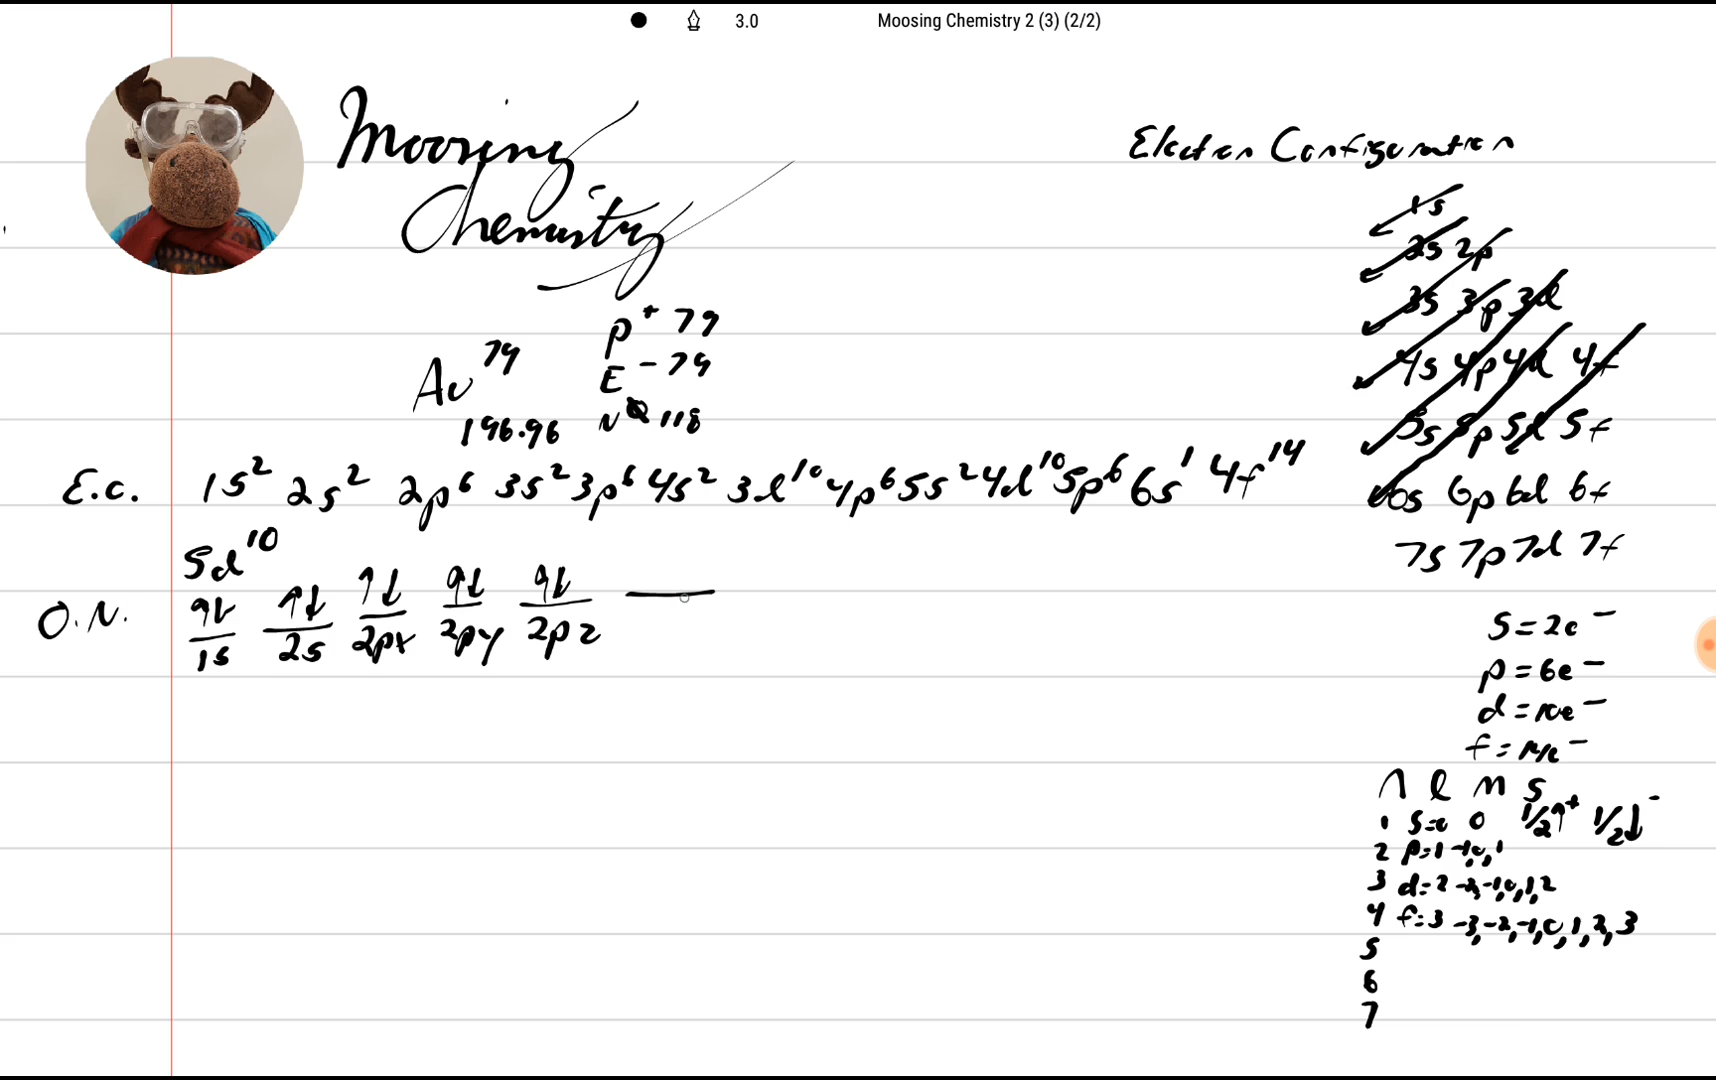 3.0 Moosing Chemistry 2 (3) (2/2)
Moosing
Chemistry
Electron Configuration
1s
2s 2p
3s 3p 3d
4s 4p 4d 4f
5s 5p 5d 5f
6s 6p 6d 6f
7s 7p 7d 7f
Au 79
196.96
p+ 79
E - 79
N 118
E.C. 1s² 2s² 2p⁶ 3s² 3p⁶ 4s² 3d¹⁰ 4p⁶ 5s² 4d¹⁰ 5p⁶ 6s¹ 4f¹⁴
5d¹⁰
O.N. ↑↓ ↑↓ ↑↓ ↑↓ ↑↓
1s 2s 2px 2py 2pz
S = 2e⁻
p = 6e⁻
d = 10e⁻
f = 14e⁻
n l m s
1 s=0 0 1/2↑⁺ 1/2↓⁻
2 p=1 -1,0,1
3 d=2 -2,-1,0,1,2
4 f=3 -3,-2,-1,0,1,2,3
5
6
7